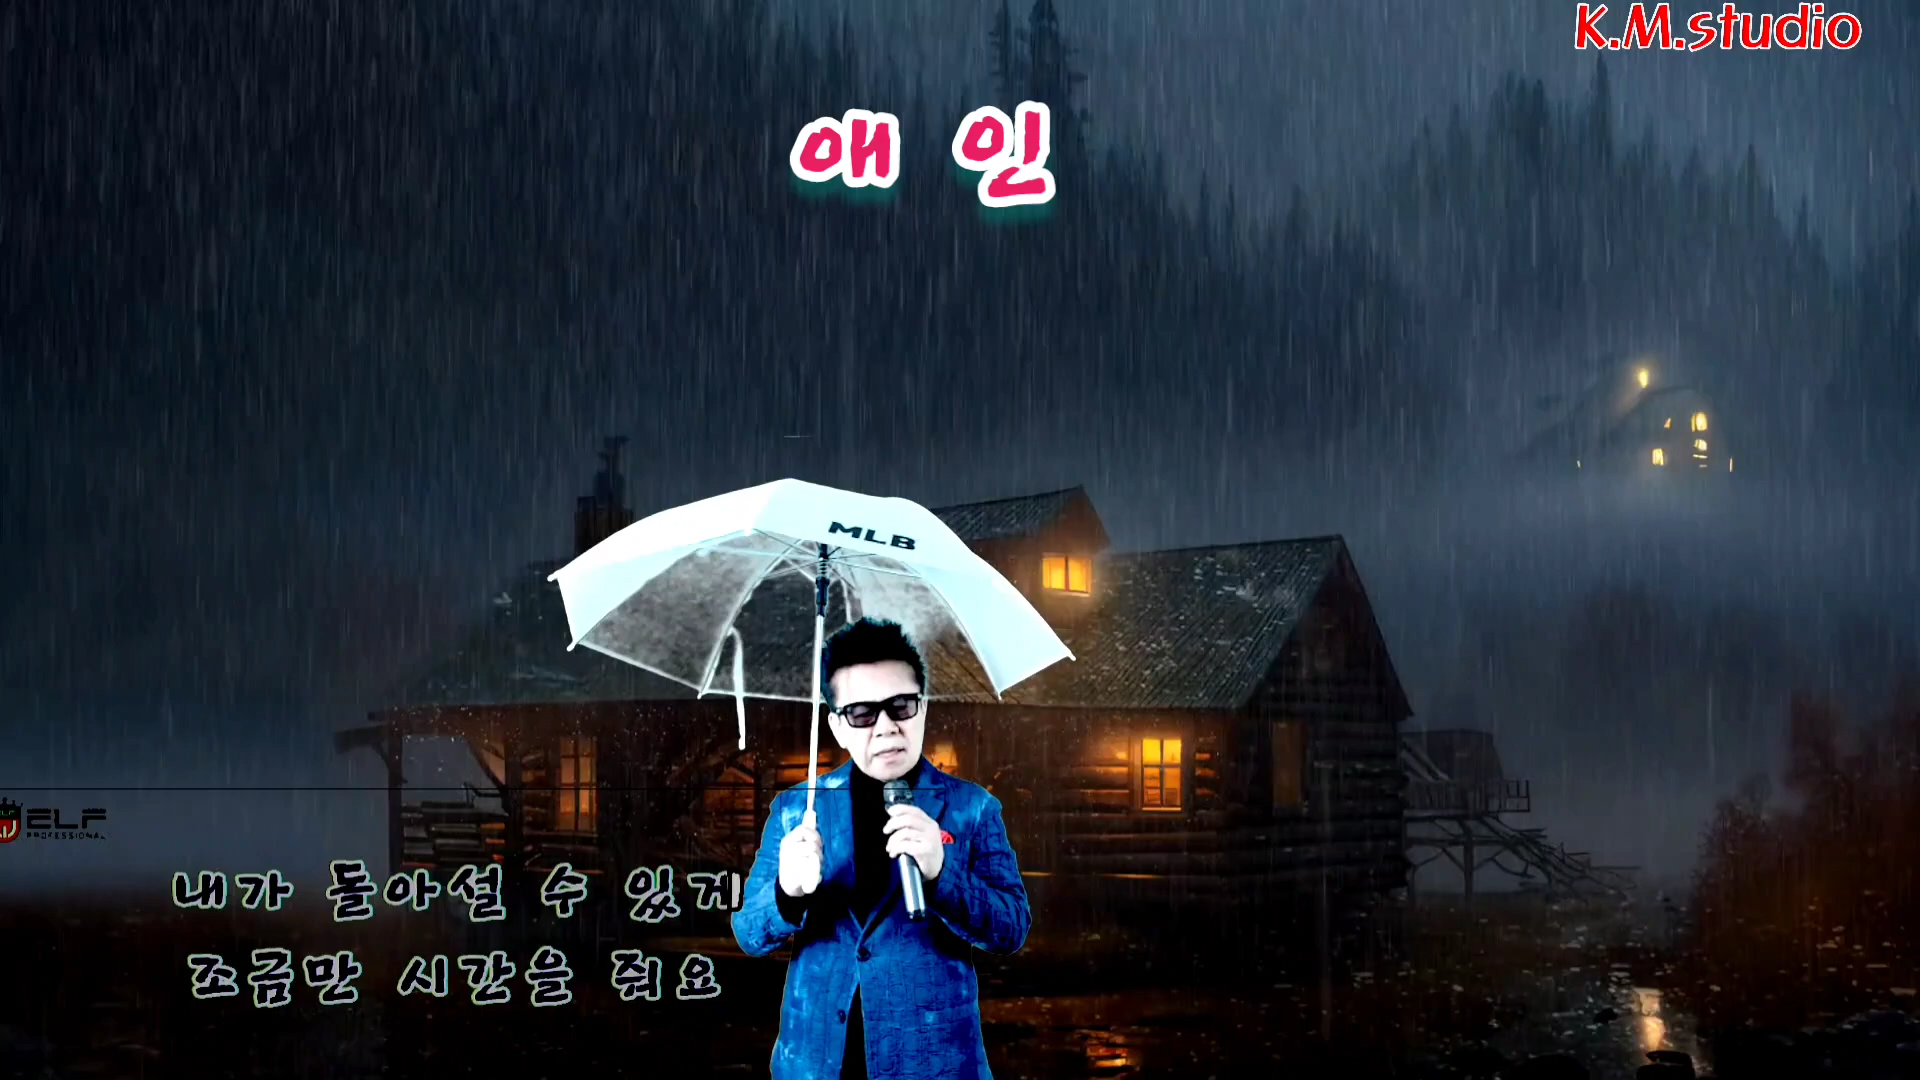 K.M.studio
애 인
MLB
ELF
PROFESSIONAL
내가 돌아설 수 있게
조금만 시간을 줘요